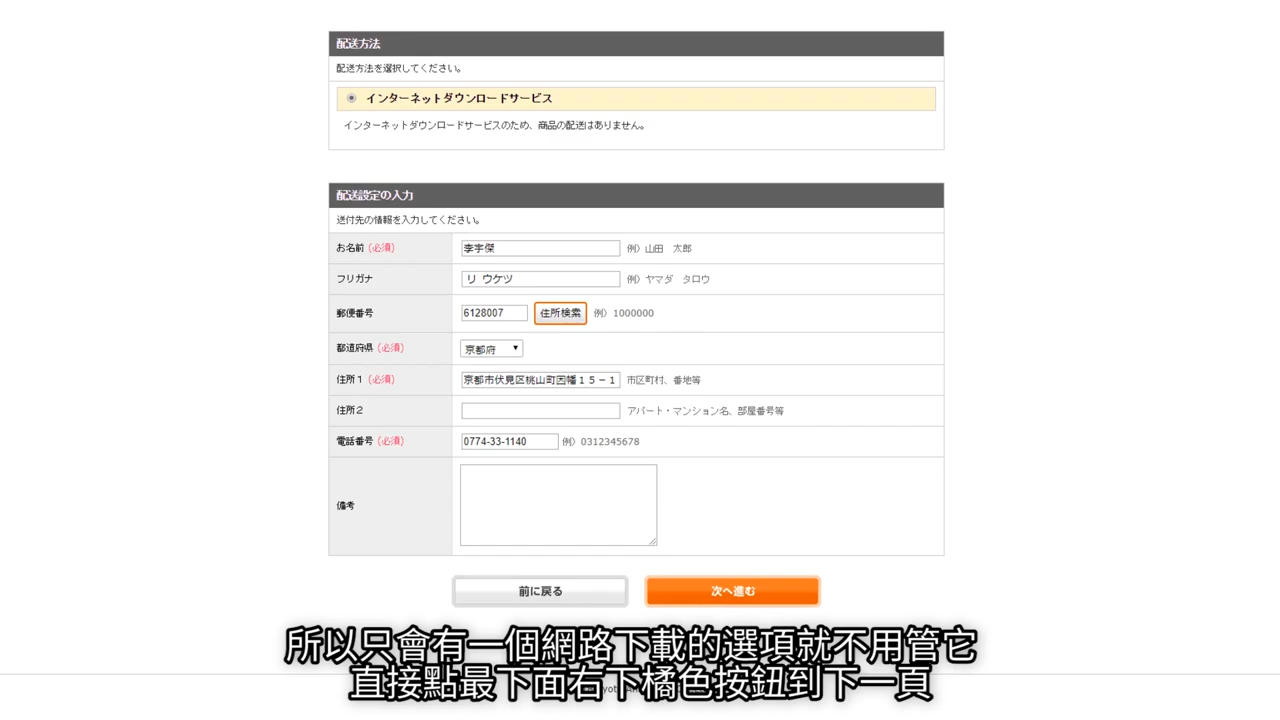 配送方法
配送方法を選択してください。
インターネットダウンロードサービス
インターネットダウンロードサービスのため、商品の配送はありません。
配送設定の入力
送付先の情報を入力してください。
お名前 (必須) 李宇傑 例）山田　太郎
フリガナ リ ウケツ 例）ヤマダ　タロウ
郵便番号 6128007 住所検索 例）1000000
都道府県 (必須) 京都府
住所１ (必須) 京都市伏見区桃山町因幡１５－１ 市区町村、番地等
住所２ アパート・マンション名、部屋番号等
電話番号 (必須) 0774-33-1140 例）0312345678
備考
前に戻る 次へ進む
所以只會有一個網路下載的選項就不用管它
直接點最下面右下橘色按鈕到下一頁